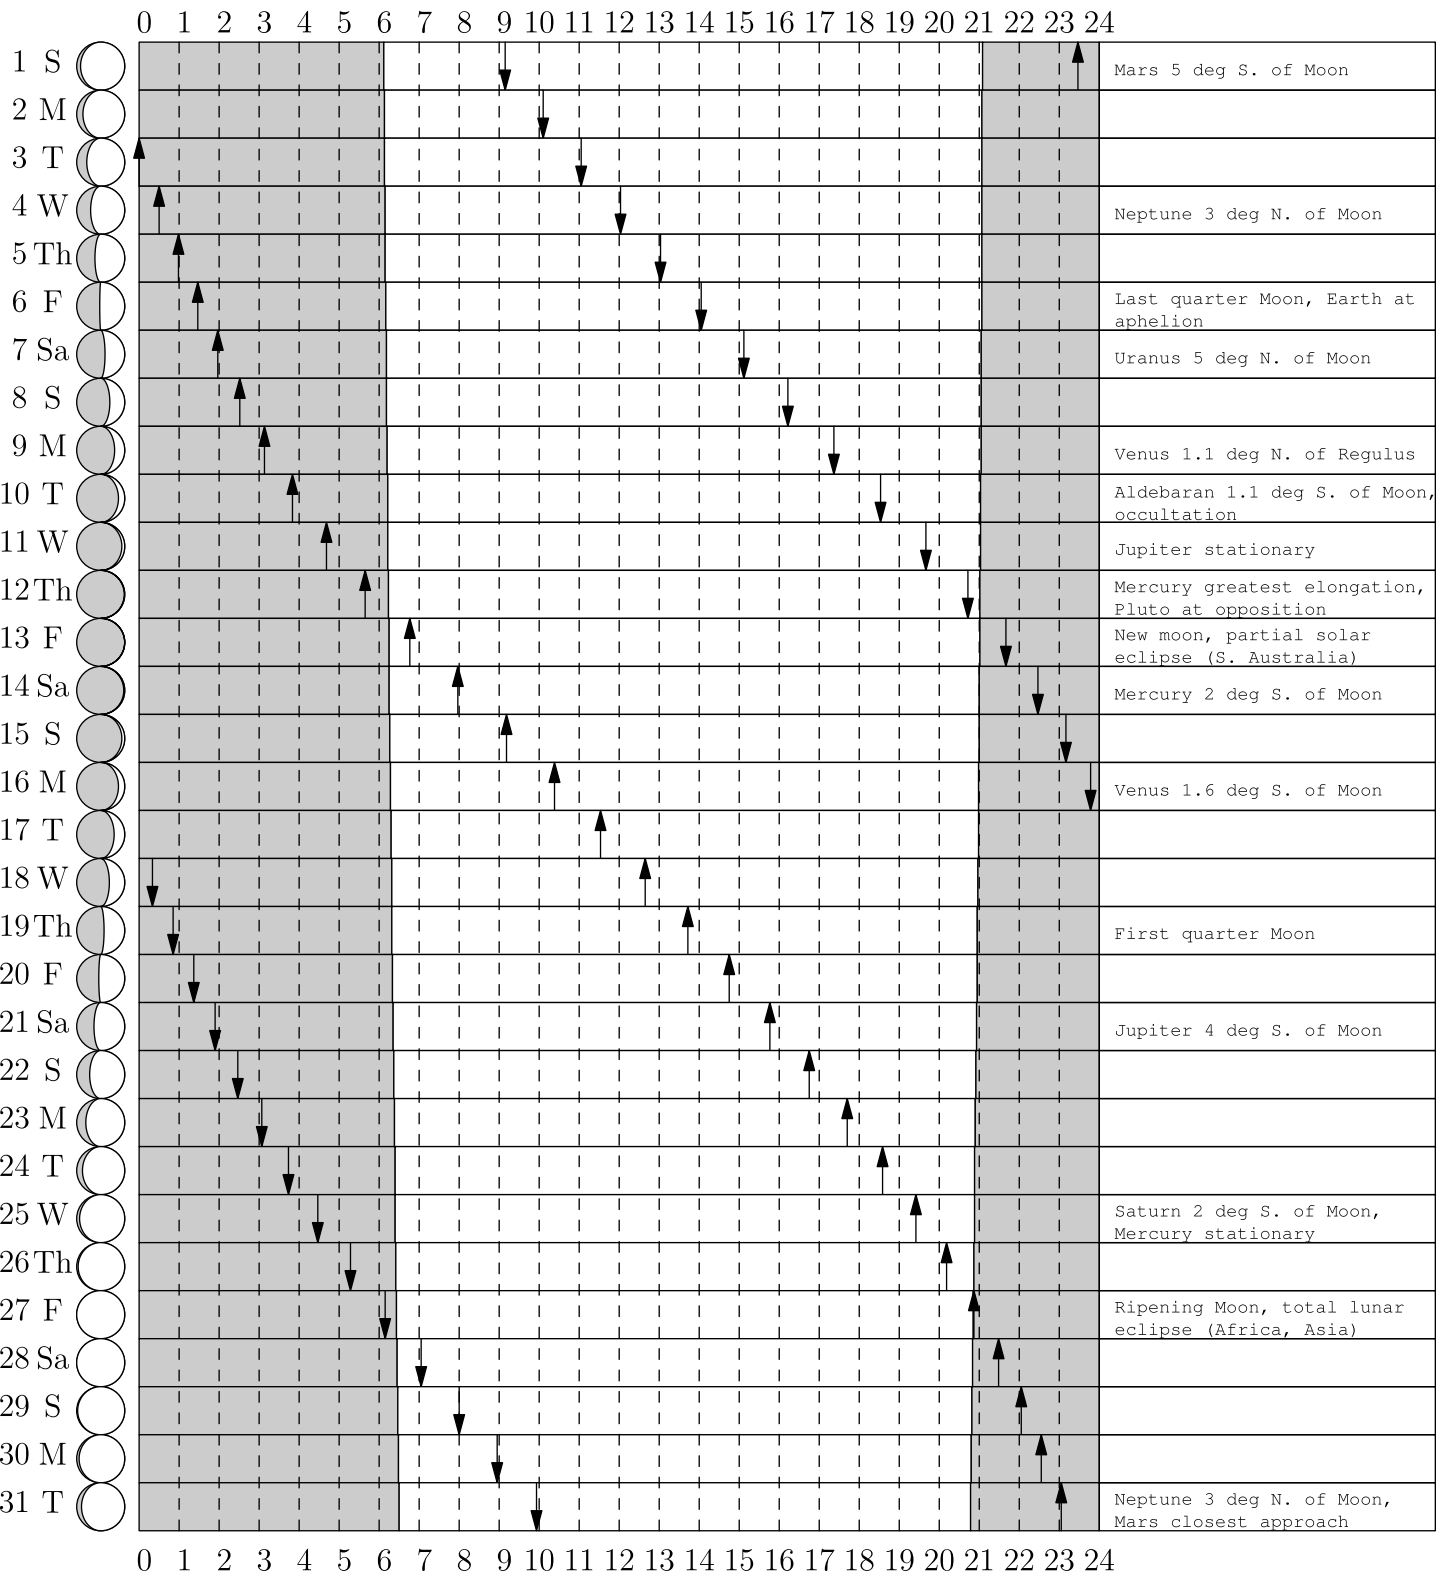 0 1 2 3 4 5 6 7 8 9 10 11 12 13 14 15 16 17 18 19 20 21 22 23 24
1 S Mars 5 deg S. of Moon
2 M
3 T
4 W Neptune 3 deg N. of Moon
5 Th
6 F Last quarter Moon, Earth at
aphelion
7 Sa Uranus 5 deg N. of Moon
8 S
9 M Venus 1.1 deg N. of Regulus
10 T Aldebaran 1.1 deg S. of Moon,
occultation
11 W Jupiter stationary
12 Th Mercury greatest elongation,
Pluto at opposition
13 F New moon, partial solar
eclipse (S. Australia)
14 Sa Mercury 2 deg S. of Moon
15 S
16 M Venus 1.6 deg S. of Moon
17 T
18 W
19 Th First quarter Moon
20 F
21 Sa Jupiter 4 deg S. of Moon
22 S
23 M
24 T
25 W Saturn 2 deg S. of Moon,
Mercury stationary
26 Th
27 F Ripening Moon, total lunar
eclipse (Africa, Asia)
28 Sa
29 S
30 M
31 T Neptune 3 deg N. of Moon,
Mars closest approach
0 1 2 3 4 5 6 7 8 9 10 11 12 13 14 15 16 17 18 19 20 21 22 23 24